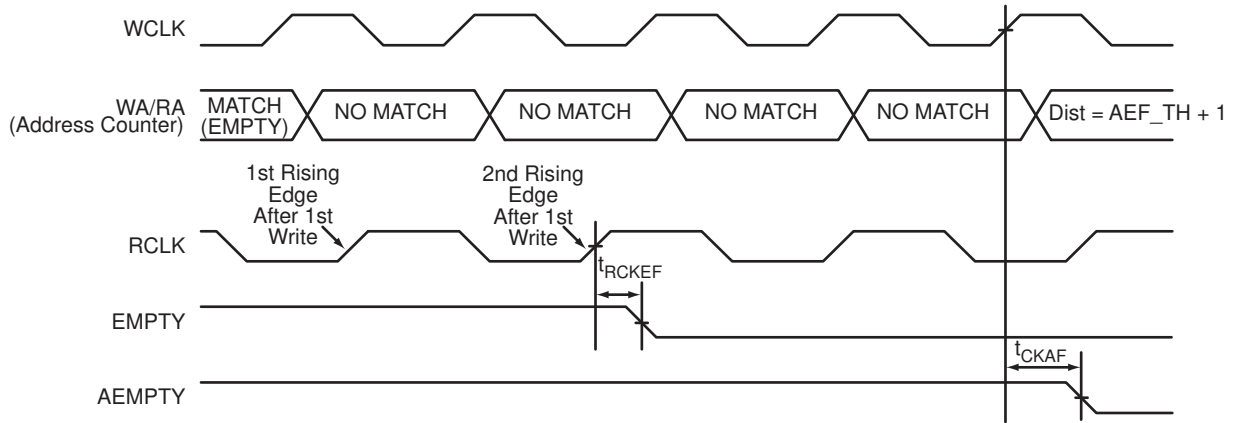 WCLK
WA/RA
(Address Counter)
MATCH
(EMPTY)
NO MATCH
NO MATCH
NO MATCH
NO MATCH
Dist = AEF_TH + 1
1st Rising
Edge
After 1st
Write
2nd Rising
Edge
After 1st
Write
RCLK
tRCKEF
EMPTY
tCKAF
AEMPTY